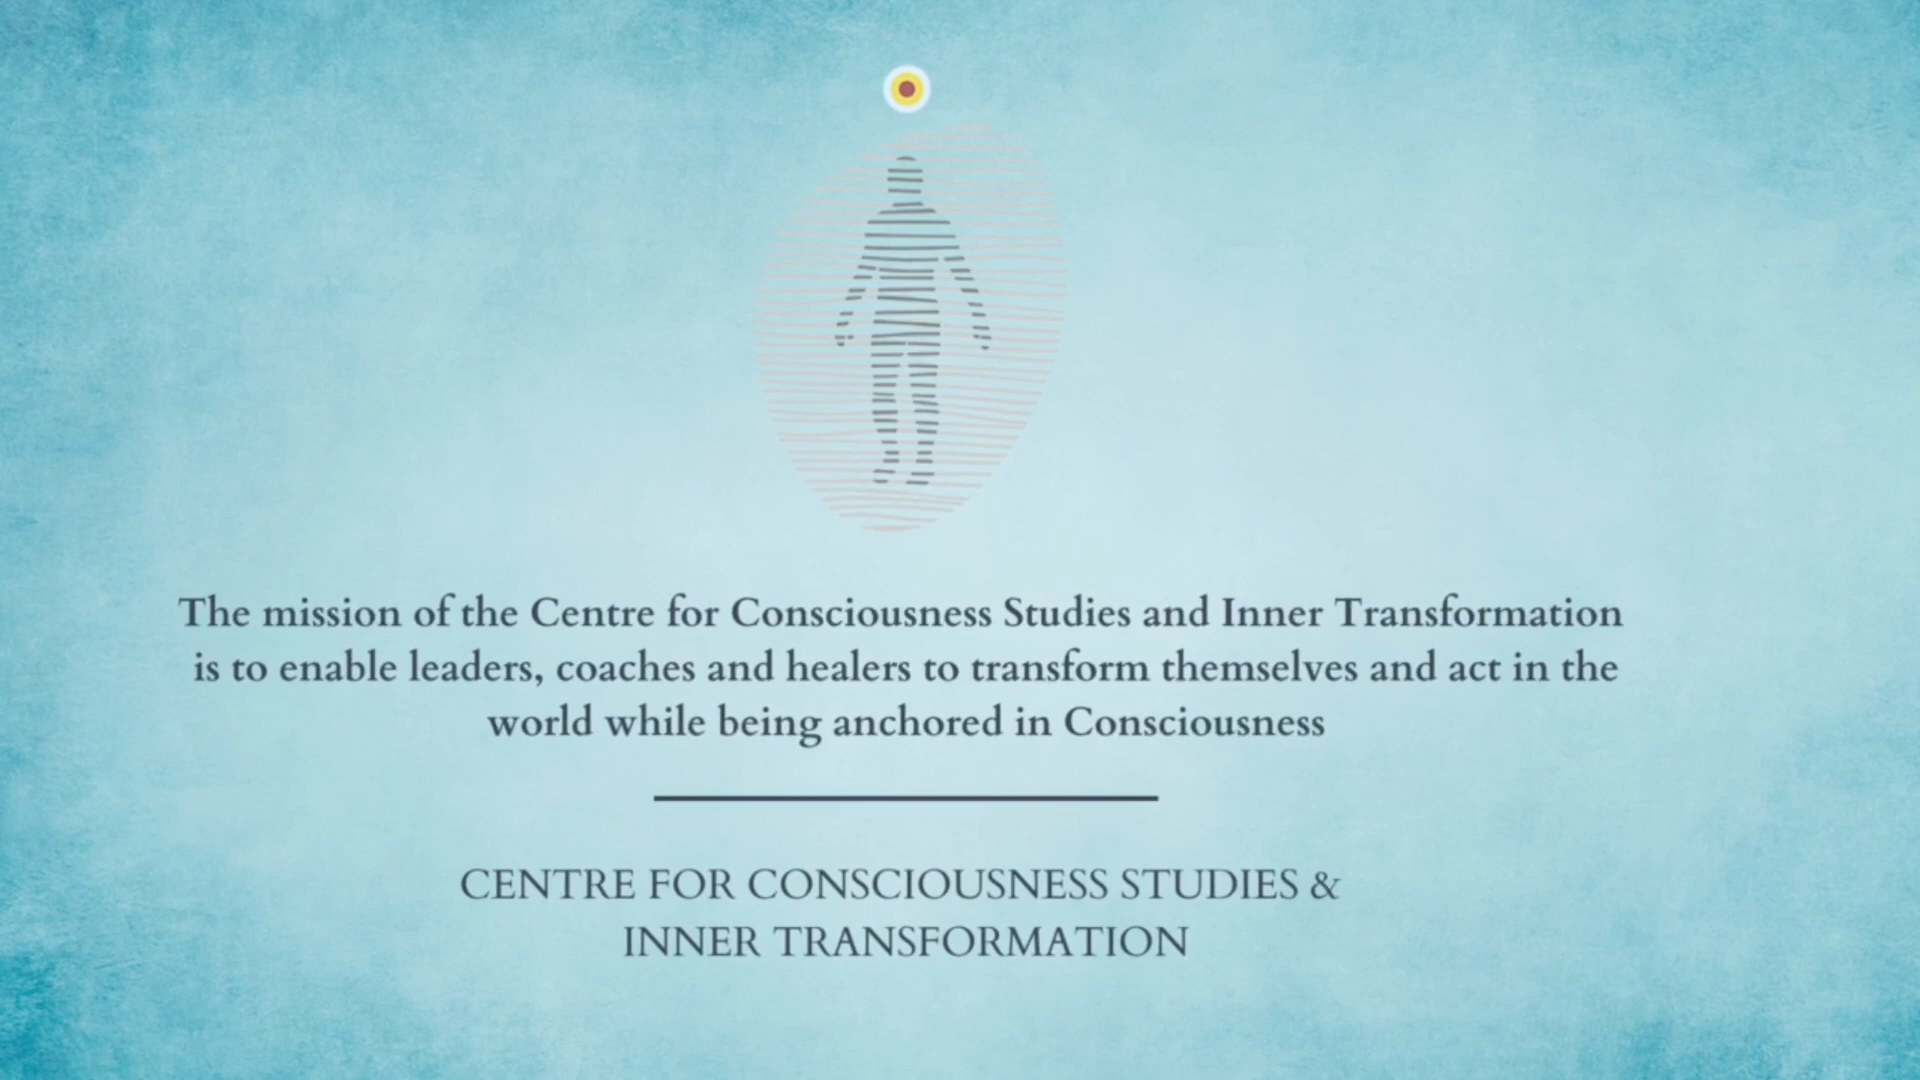 The mission of the Centre for Consciousness Studies and Inner Transformation
is to enable leaders, coaches and healers to transform themselves and act in the
world while being anchored in Consciousness
CENTRE FOR CONSCIOUSNESS STUDIES &
INNER TRANSFORMATION